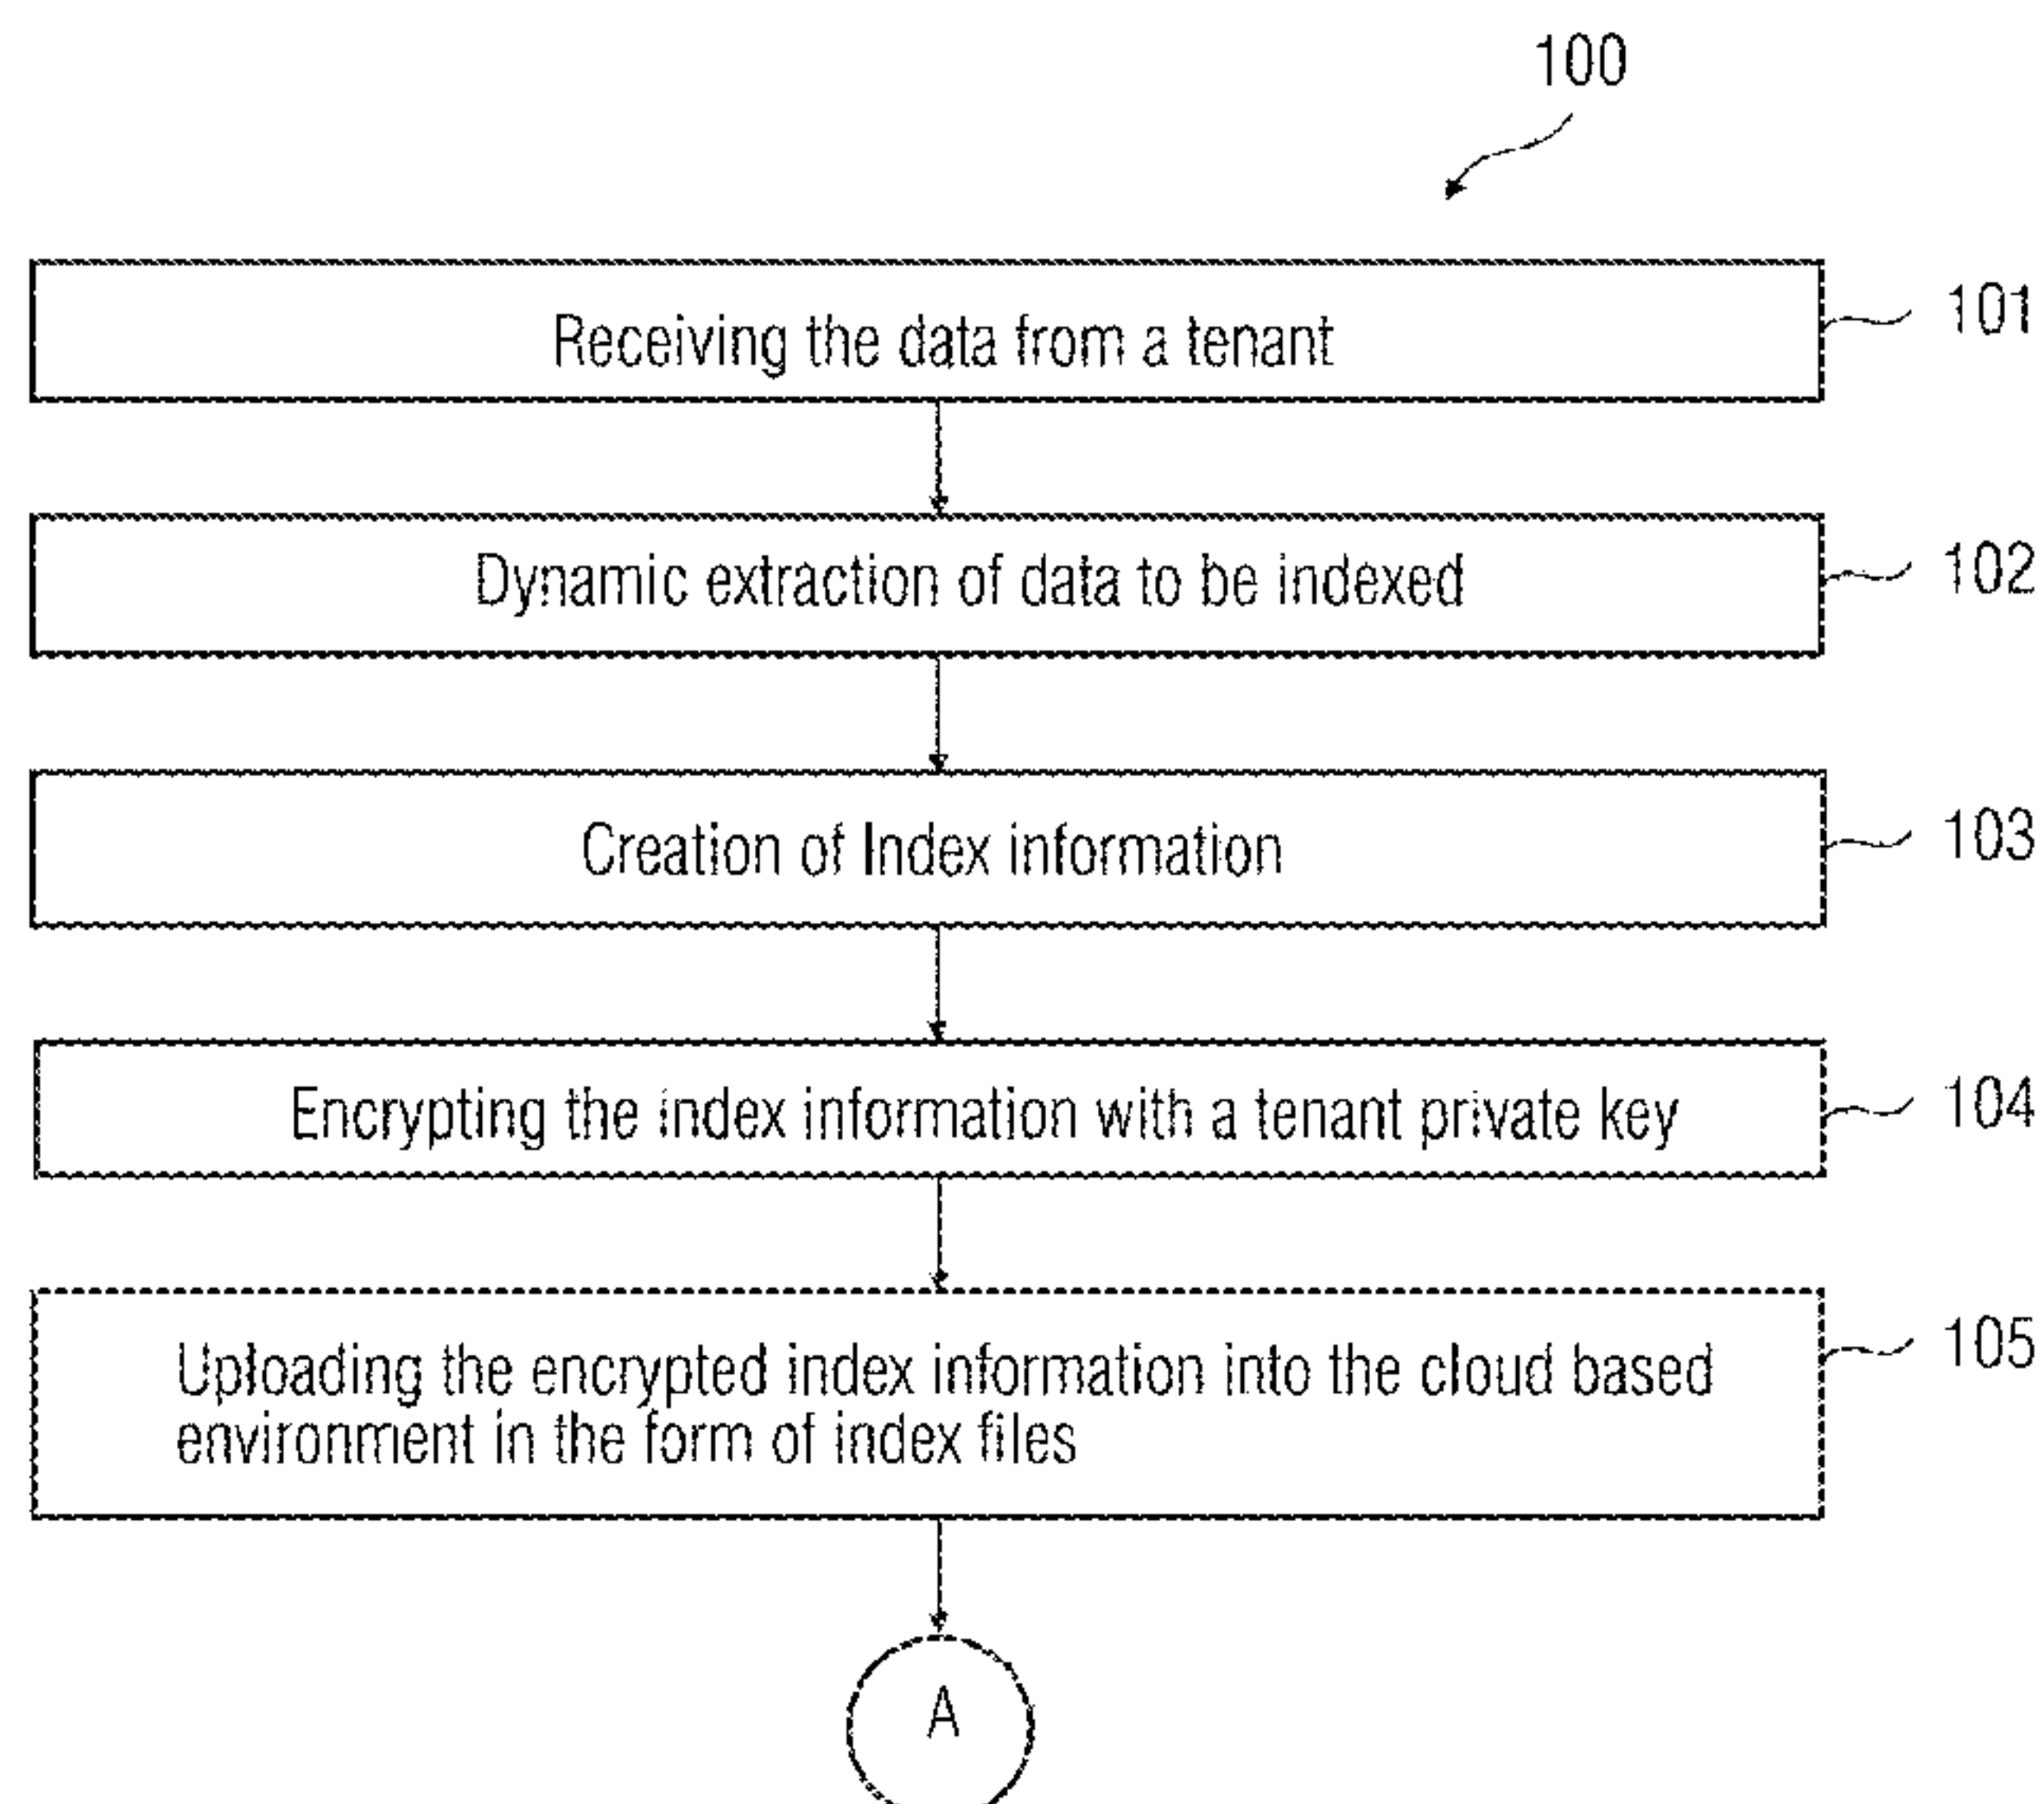 100
Receiving the data from a tenant
101
Dynamic extraction of data to be indexed
102
Creation of Index information
103
Encrypting the index information with a tenant private key
104
Uploading the encrypted index information into the cloud based
environment in the form of index files
105
A